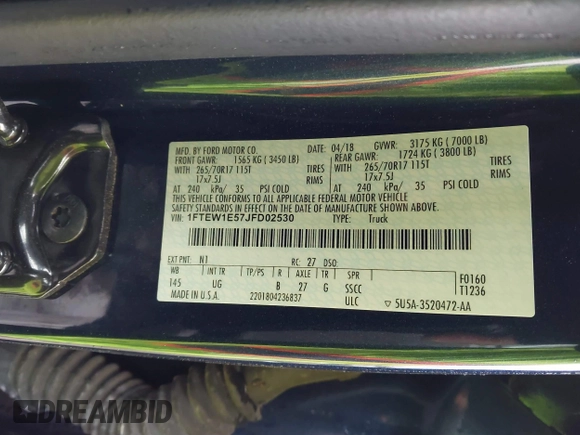 MFD. BY FORD MOTOR CO. 04/18 GVWR: 3175 KG ( 7000 LB)
FRONT GAWR: 1565 KG ( 3450 LB) REAR GAWR: 1724 KG ( 3800 LB)
WITH 265/70R17 115T TIRES WITH 265/70R17 115T TIRES
17x7.5J RIMS 17x7.5J RIMS
AT 240 kPa/ 35 PSI COLD AT 240 kPa/ 35 PSI COLD
THIS VEHICLE CONFORMS TO ALL APPLICABLE FEDERAL MOTOR VEHICLE
SAFETY STANDARDS IN EFFECT ON THE DATE OF MANUFACTURE SHOWN ABOVE.
VIN: 1FTEW1E57JFD02530 TYPE: Truck
EXT PNT: N1 RC: 27 DSO:
WB INT TR TP/PS R AXLE TR SPR F0160
145 UG B 27 G SSCC T1236
MADE IN U.S.A. 2201804236837 ULC 5U5A-3520472-AA
DREAMBID